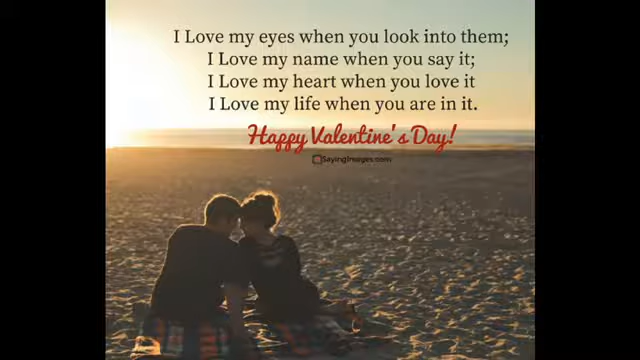 I Love my eyes when you look into them;
I Love my name when you say it;
I Love my heart when you love it
I Love my life when you are in it.
Happy Valentine's Day!
SayingImages.com